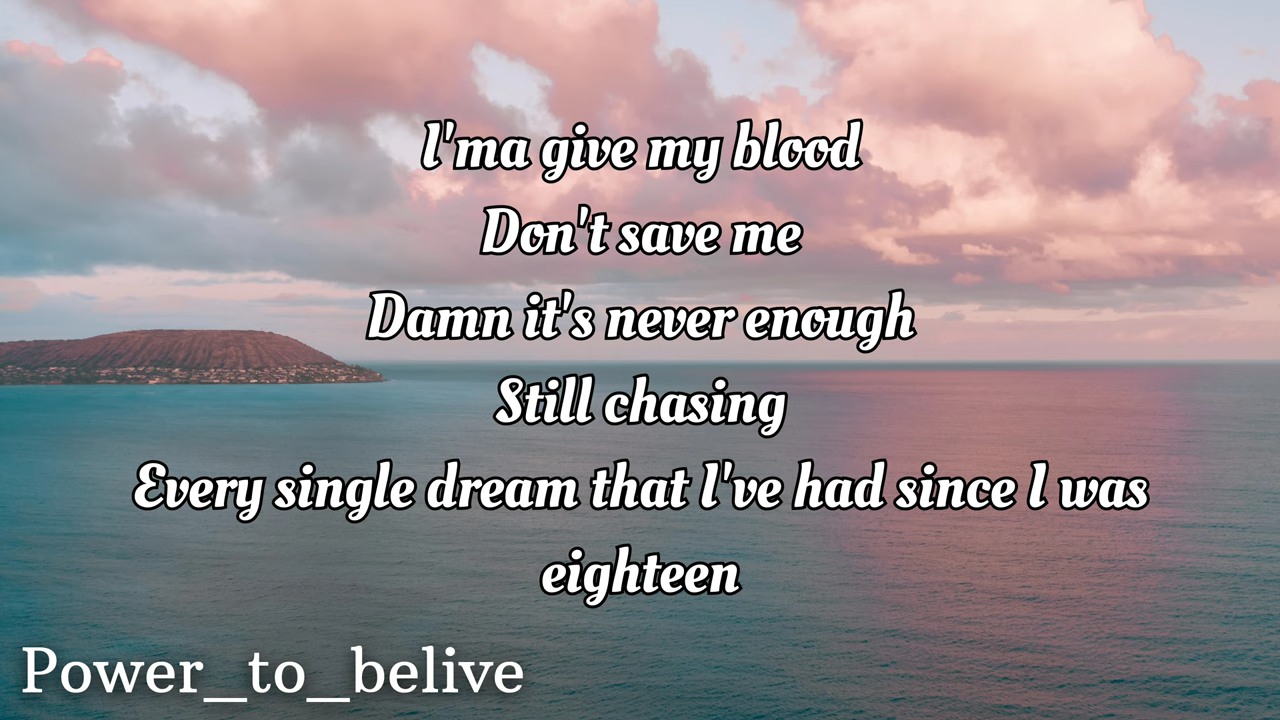 I'ma give my blood
Don't save me
Damn it's never enough
Still chasing
Every single dream that I've had since I was
eighteen
Power_to_belive